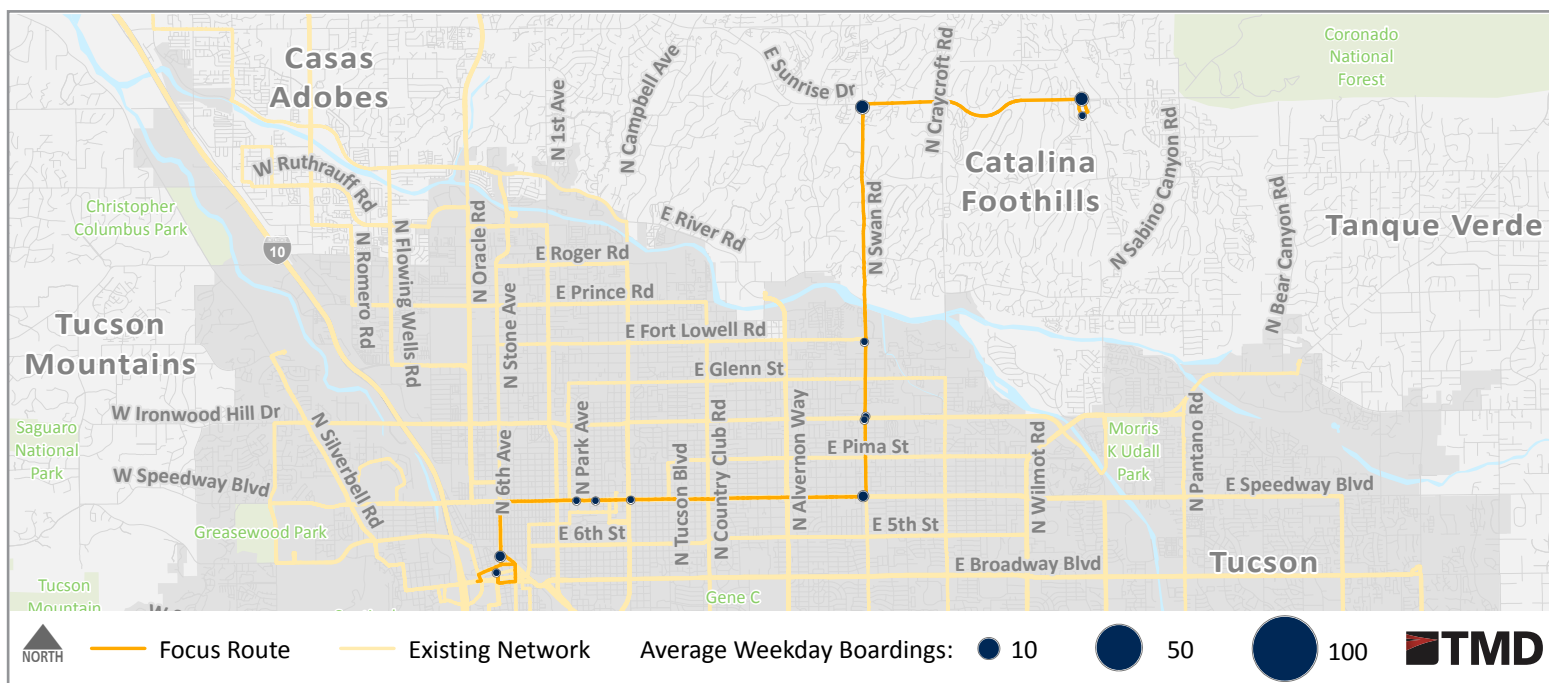 Casas
Adobes
Coronado
National
Forest
E Sunrise Dr
N Craycroft Rd
N Campbell Ave
N 1st Ave
W Ruthrauff Rd
Catalina
Foothills
N Sabino Canyon Rd
N Bear Canyon Rd
Tanque Verde
Christopher
Columbus Park
10
N Romero Rd
N Flowing Wells Rd
N Oracle Rd
E River Rd
N Swan Rd
E Roger Rd
E Prince Rd
N Stone Ave
Tucson
Mountains
E Fort Lowell Rd
E Glenn St
W Ironwood Hill Dr
N Silverbell Rd
Saguaro
National
Park
N 6th Ave
N Park Ave
N Tucson Blvd
N Country Club Rd
N Alvernon Way
E Pima St
N Wilmot Rd
Morris
K Udall
Park
N Pantano Rd
W Speedway Blvd
E Speedway Blvd
Greasewood Park
E 6th St
E 5th St
E Broadway Blvd
Tucson
Tucson
Mountain
Gene C
NORTH
Focus Route
Existing Network
Average Weekday Boardings:
10
50
100
TMD